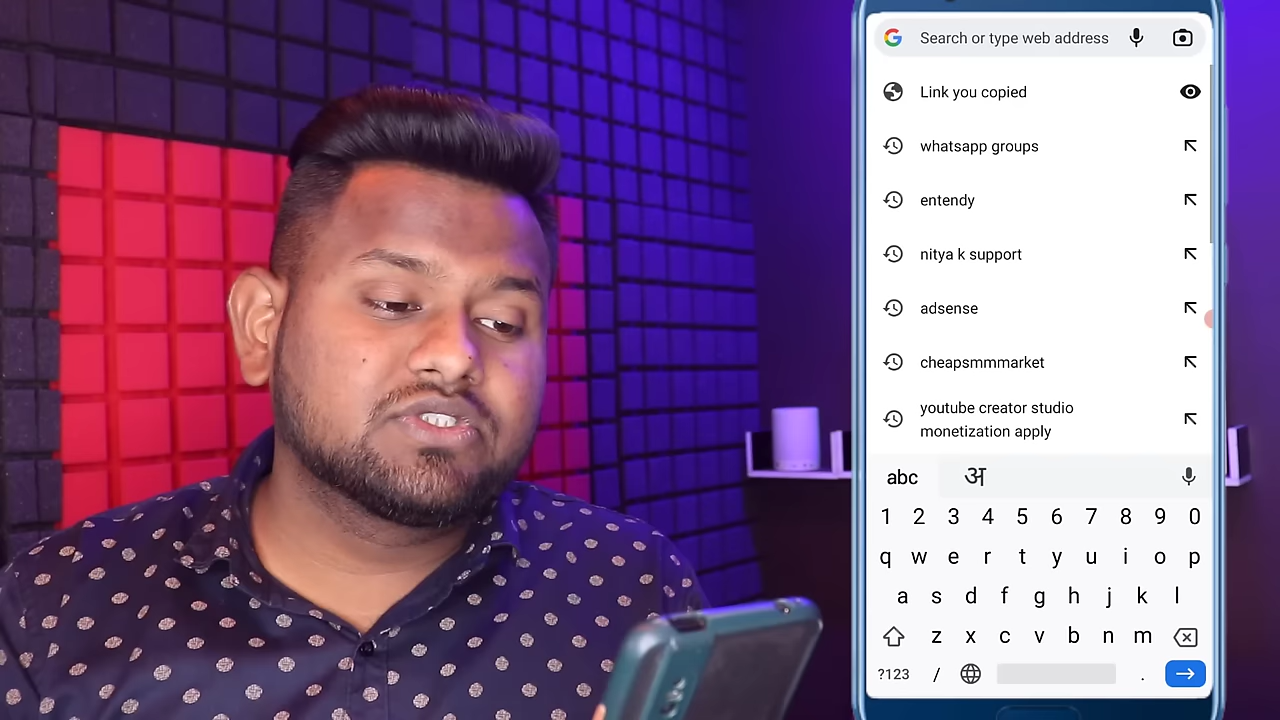 Search or type web address
Link you copied
whatsapp groups
entendy
nitya k support
adsense
cheapsmmmarket
youtube creator studio
monetization apply
abc अ
1 2 3 4 5 6 7 8 9 0
q w e r t y u i o p
a s d f g h j k l
z x c v b n m
?123 / .